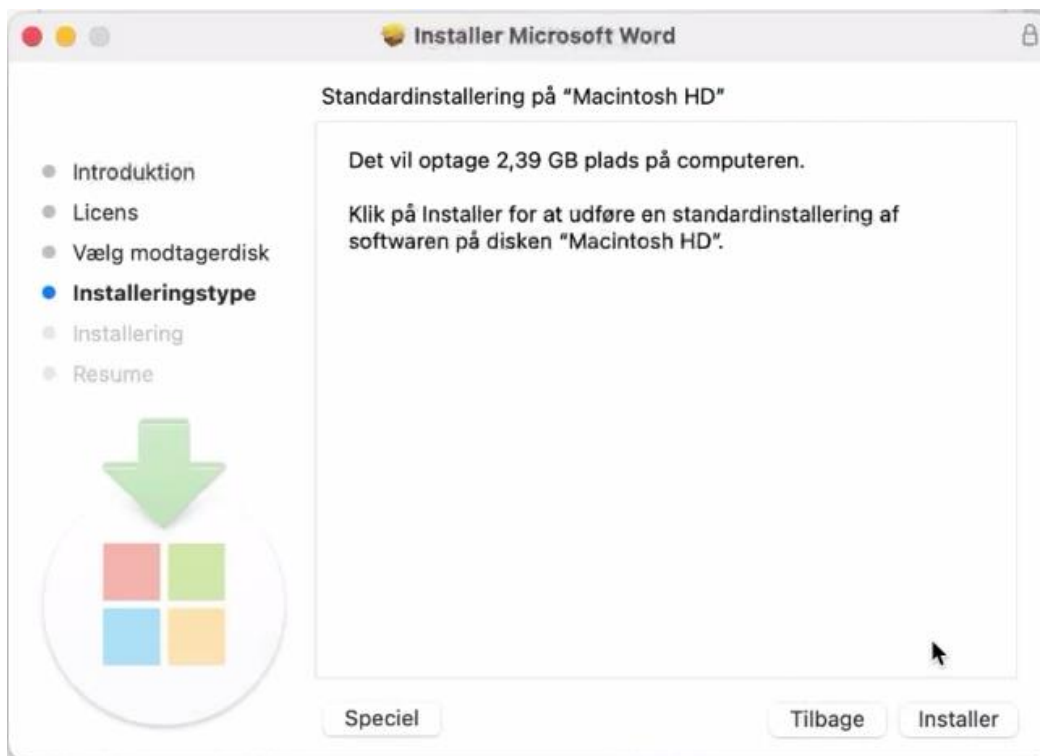 Installer Microsoft Word
Standardinstallering på “Macintosh HD”
Introduktion
Licens
Vælg modtagerdisk
Installeringstype
Installering
Resume
Det vil optage 2,39 GB plads på computeren.
Klik på Installer for at udføre en standardinstallering af
softwaren på disken “Macintosh HD”.
Speciel
Tilbage
Installer